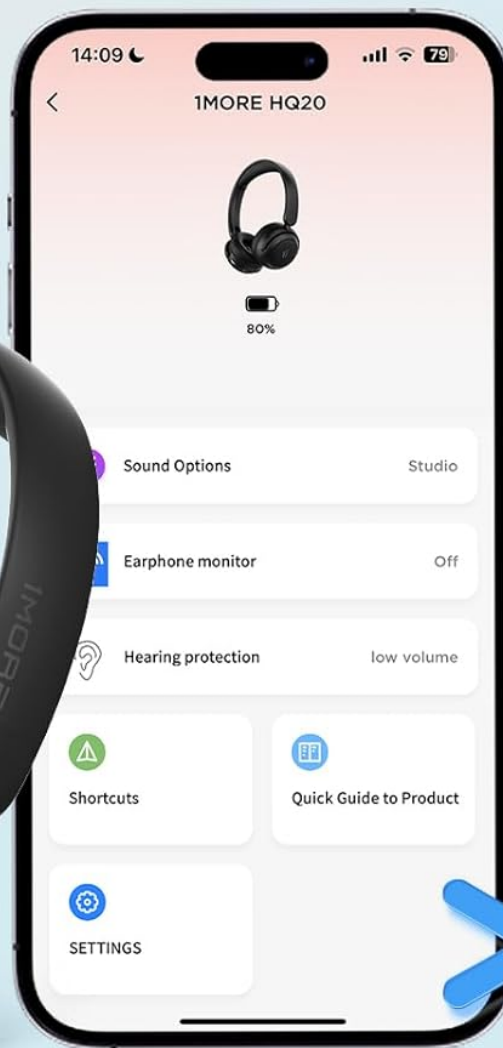 14:09
79
1MORE HQ20
80%
Sound Options Studio
Earphone monitor Off
Hearing protection low volume
Shortcuts
Quick Guide to Product
SETTINGS
1MORE